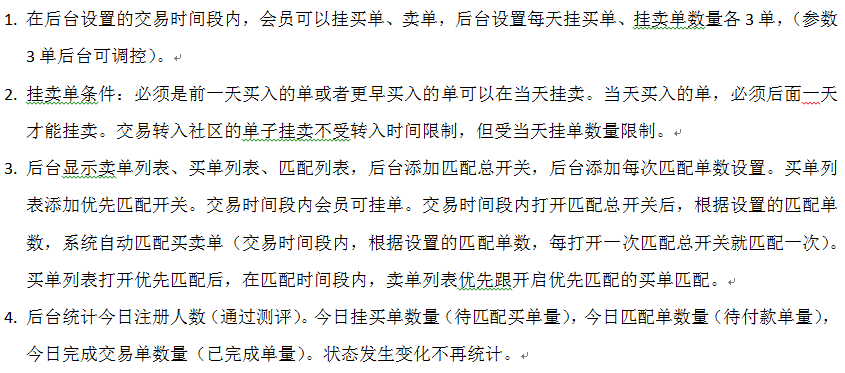 1. 在后台设置的交易时间段内，会员可以挂买单、卖单，后台设置每天挂买单、挂卖单数量各 3 单，（参数
3 单后台可调控）。
2. 挂卖单条件：必须是前一天买入的单或者更早买入的单可以在当天挂卖。当天买入的单，必须后面一天
才能挂卖。交易转入社区的单子挂卖不受转入时间限制，但受当天挂单数量限制。
3. 后台显示卖单列表、买单列表、匹配列表，后台添加匹配总开关，后台添加每次匹配单数设置。买单列
表添加优先匹配开关。交易时间段内会员可挂单。交易时间段内打开匹配总开关后，根据设置的匹配单
数，系统自动匹配买卖单（交易时间段内，根据设置的匹配单数，每打开一次匹配总开关就匹配一次）。
买单列表打开优先匹配后，在匹配时间段内，卖单列表优先跟开启优先匹配的买单匹配。
4. 后台统计今日注册人数（通过测评）。今日挂买单数量（待匹配买单量），今日匹配单数量（待付款单量），
今日完成交易单数量（已完成单量）。状态发生变化不再统计。